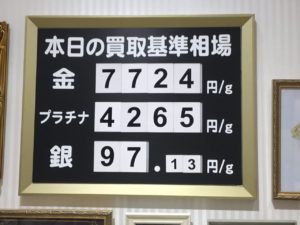 本日の買取基準相場
金 7724 円/g
プラチナ 4265 円/g
銀 97.13 円/g